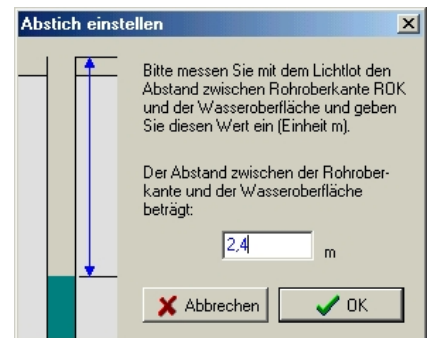 Abstich einstellen
Bitte messen Sie mit dem Lichtlot den
Abstand zwischen Rohroberkante ROK
und der Wasseroberfläche und geben
Sie diesen Wert ein (Einheit m).
Der Abstand zwischen der Rohrober-
kante und der Wasseroberfläche
beträgt:
2,4 m
Abbrechen OK